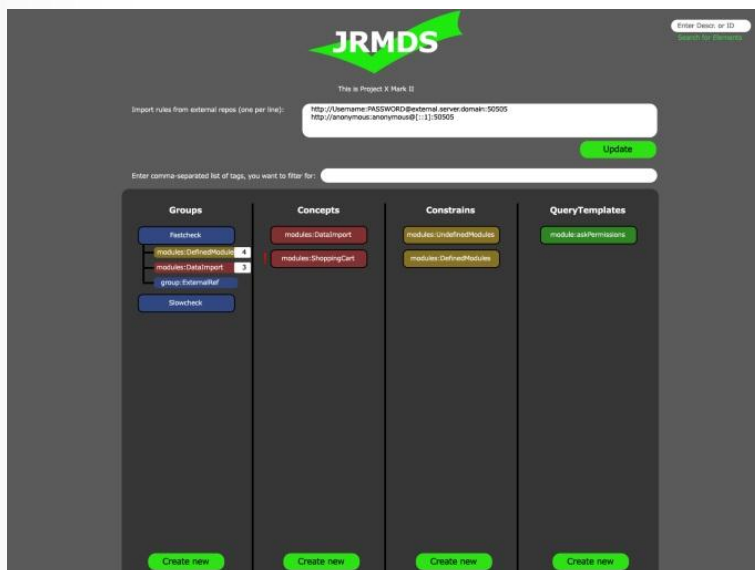 JRMDS
Enter Descr, or ID
Search for Elements
This is Project X Mark II
Import rules from external repos (one per line):
http://Username:PASSWORD@external.server.domain:50505
http://anonymous:anonymous@[::1]:50505
Update
Enter comma-separated list of tags, you want to filter for:
Groups
Fastcheck
modules:DefinedModule 4
modules:DataImport 3
group:ExternalRef
Slowcheck
Create new
Concepts
modules:DataImport
! modules:ShoppingCart
Create new
Constrains
modules:UndefinedModules
modules:DefinedModules
Create new
QueryTemplates
module:askPermissions
Create new